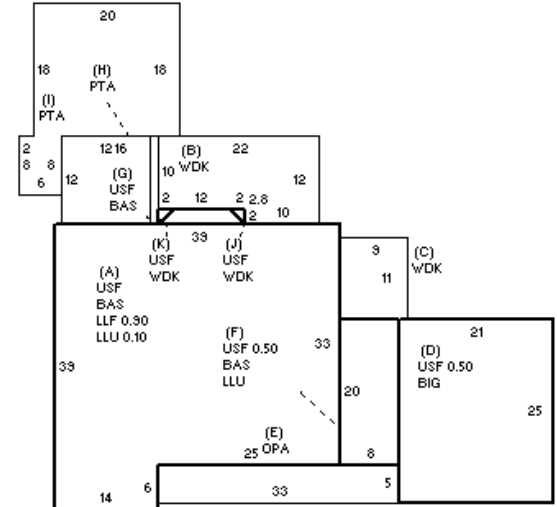 20
18
(H)
18
PTA
(I)
PTA
2
8 8
6
12 16
(B)
22
WDK
12
(G)
USF
BAS
10
12
2 12 2 2.8
2 10
39
(K)
USF
WDK
(J)
USF
WDK
9
(C)
WDK
11
(A)
USF
BAS
LLF 0.90
LLU 0.10
(F)
USF 0.50
BAS
LLU
33
21
(D)
USF 0.50
BIG
39
20
25
(E)
25 OPA
8
6
33
5
14